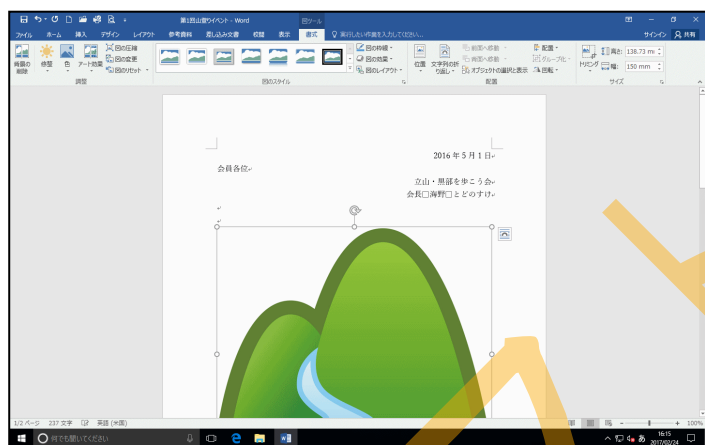 第1回山登りイベント - Word
図ツール
ファイル ホーム 挿入 デザイン レイアウト 参考資料 差し込み文書 校閲 表示 書式 実行したい作業を入力してください... サインイン 共有
背景の削除 修整 色 アート効果 図の圧縮 図の変更 図のリセット
調整
図のスタイル
図の枠線 図の効果 図のレイアウト
位置 文字列の折り返し 前面へ移動 背面へ移動 オブジェクトの選択と表示 配置 グループ化 回転
配置
トリミング 高さ: 138.73 mm
幅: 150 mm
サイズ
2016年5月1日
会員各位
立山・黒部を歩こう会
会長□海野□とどのすけ
1/2 ページ 237 文字 英語 (米国) 100%
何でも聞いてください
あ 16:15
2017/02/24